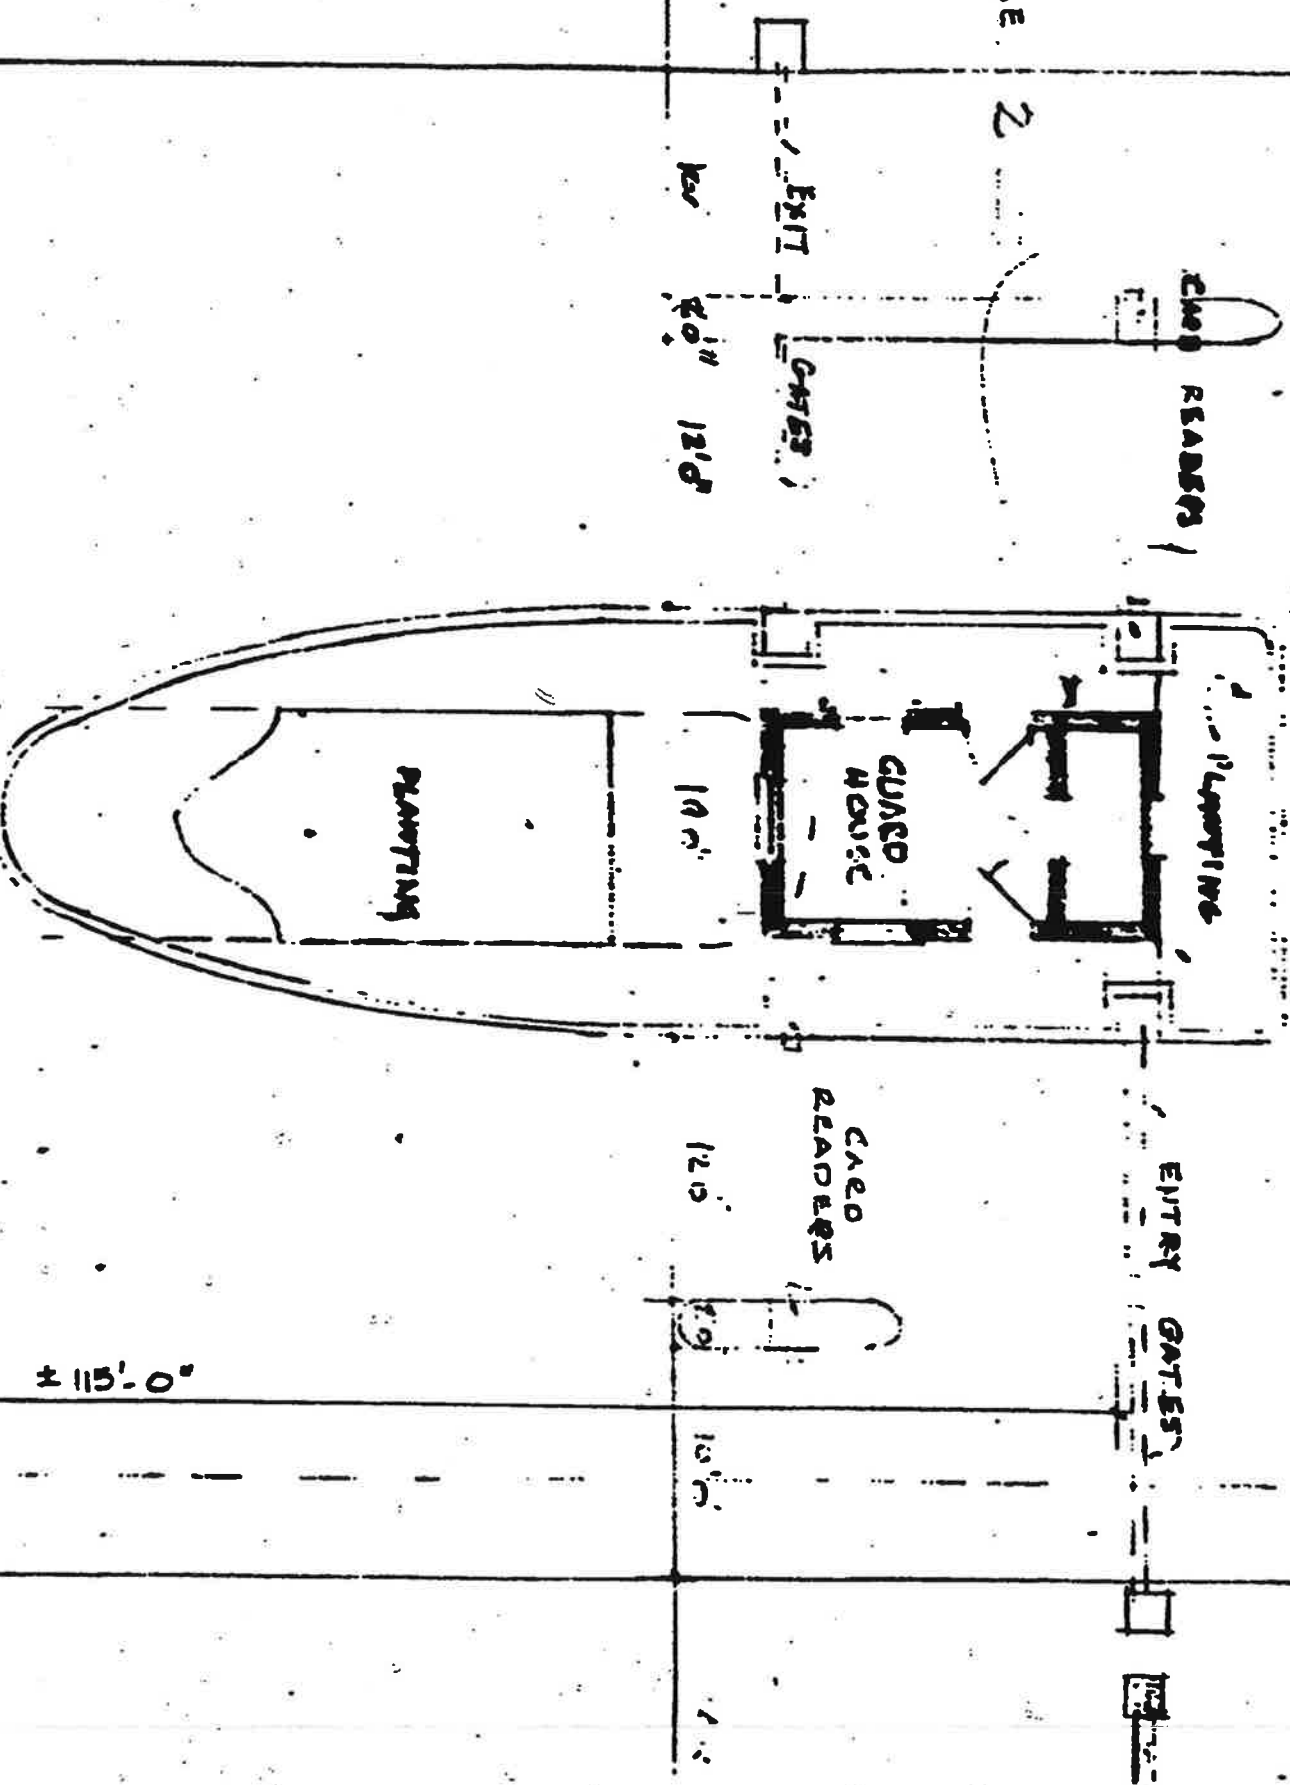 CARD READERS
PLANTING
2
EXIT
GATES
2'0"
12'0"
GUARD
HOUSE
PLANTING
CARD
READERS
12'0
ENTRY GATES
± 115'-0"